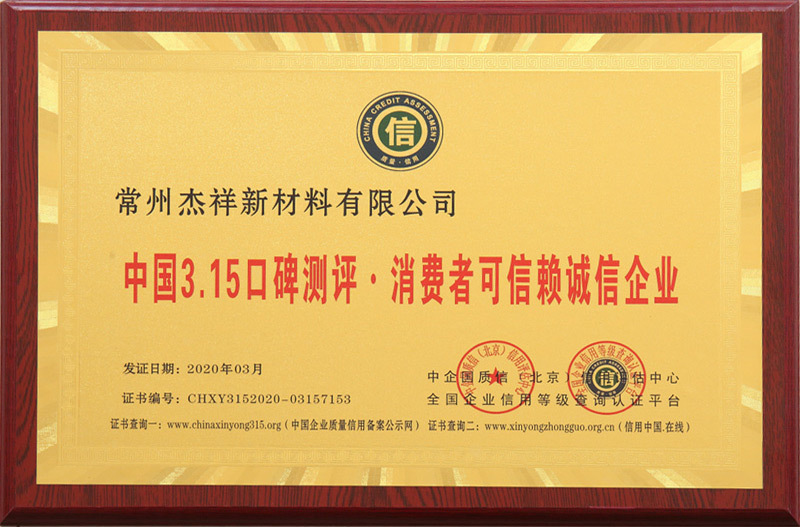 CHINA CREDIT ASSESSMENT
信
质量·信用
常州杰祥新材料有限公司
中国3.15口碑测评·消费者可信赖诚信企业
发证日期：2020年03月
中企国质信（北京）信用评估中心
证书编号：CHXY3152020-03157153
全国企业信用等级查询认证平台
证书查询一：www.chinaxinyong315.org（中国企业质量信用备案公示网）
证书查询二：www.xinyongzhongguo.org.cn（信用中国.在线）